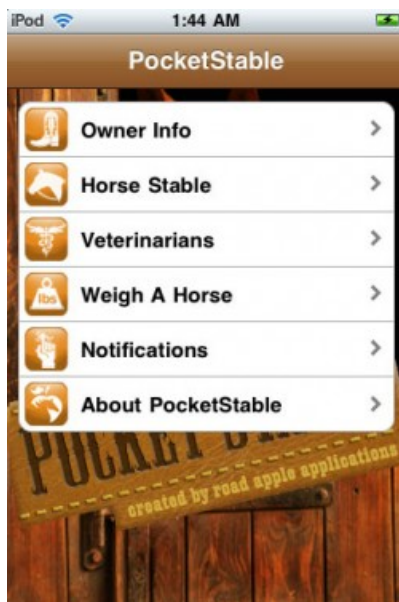 iPod 1:44 AM
PocketStable
Owner Info
Horse Stable
Veterinarians
lbs Weigh A Horse
Notifications
About PocketStable
POCKET
created by road apple applications